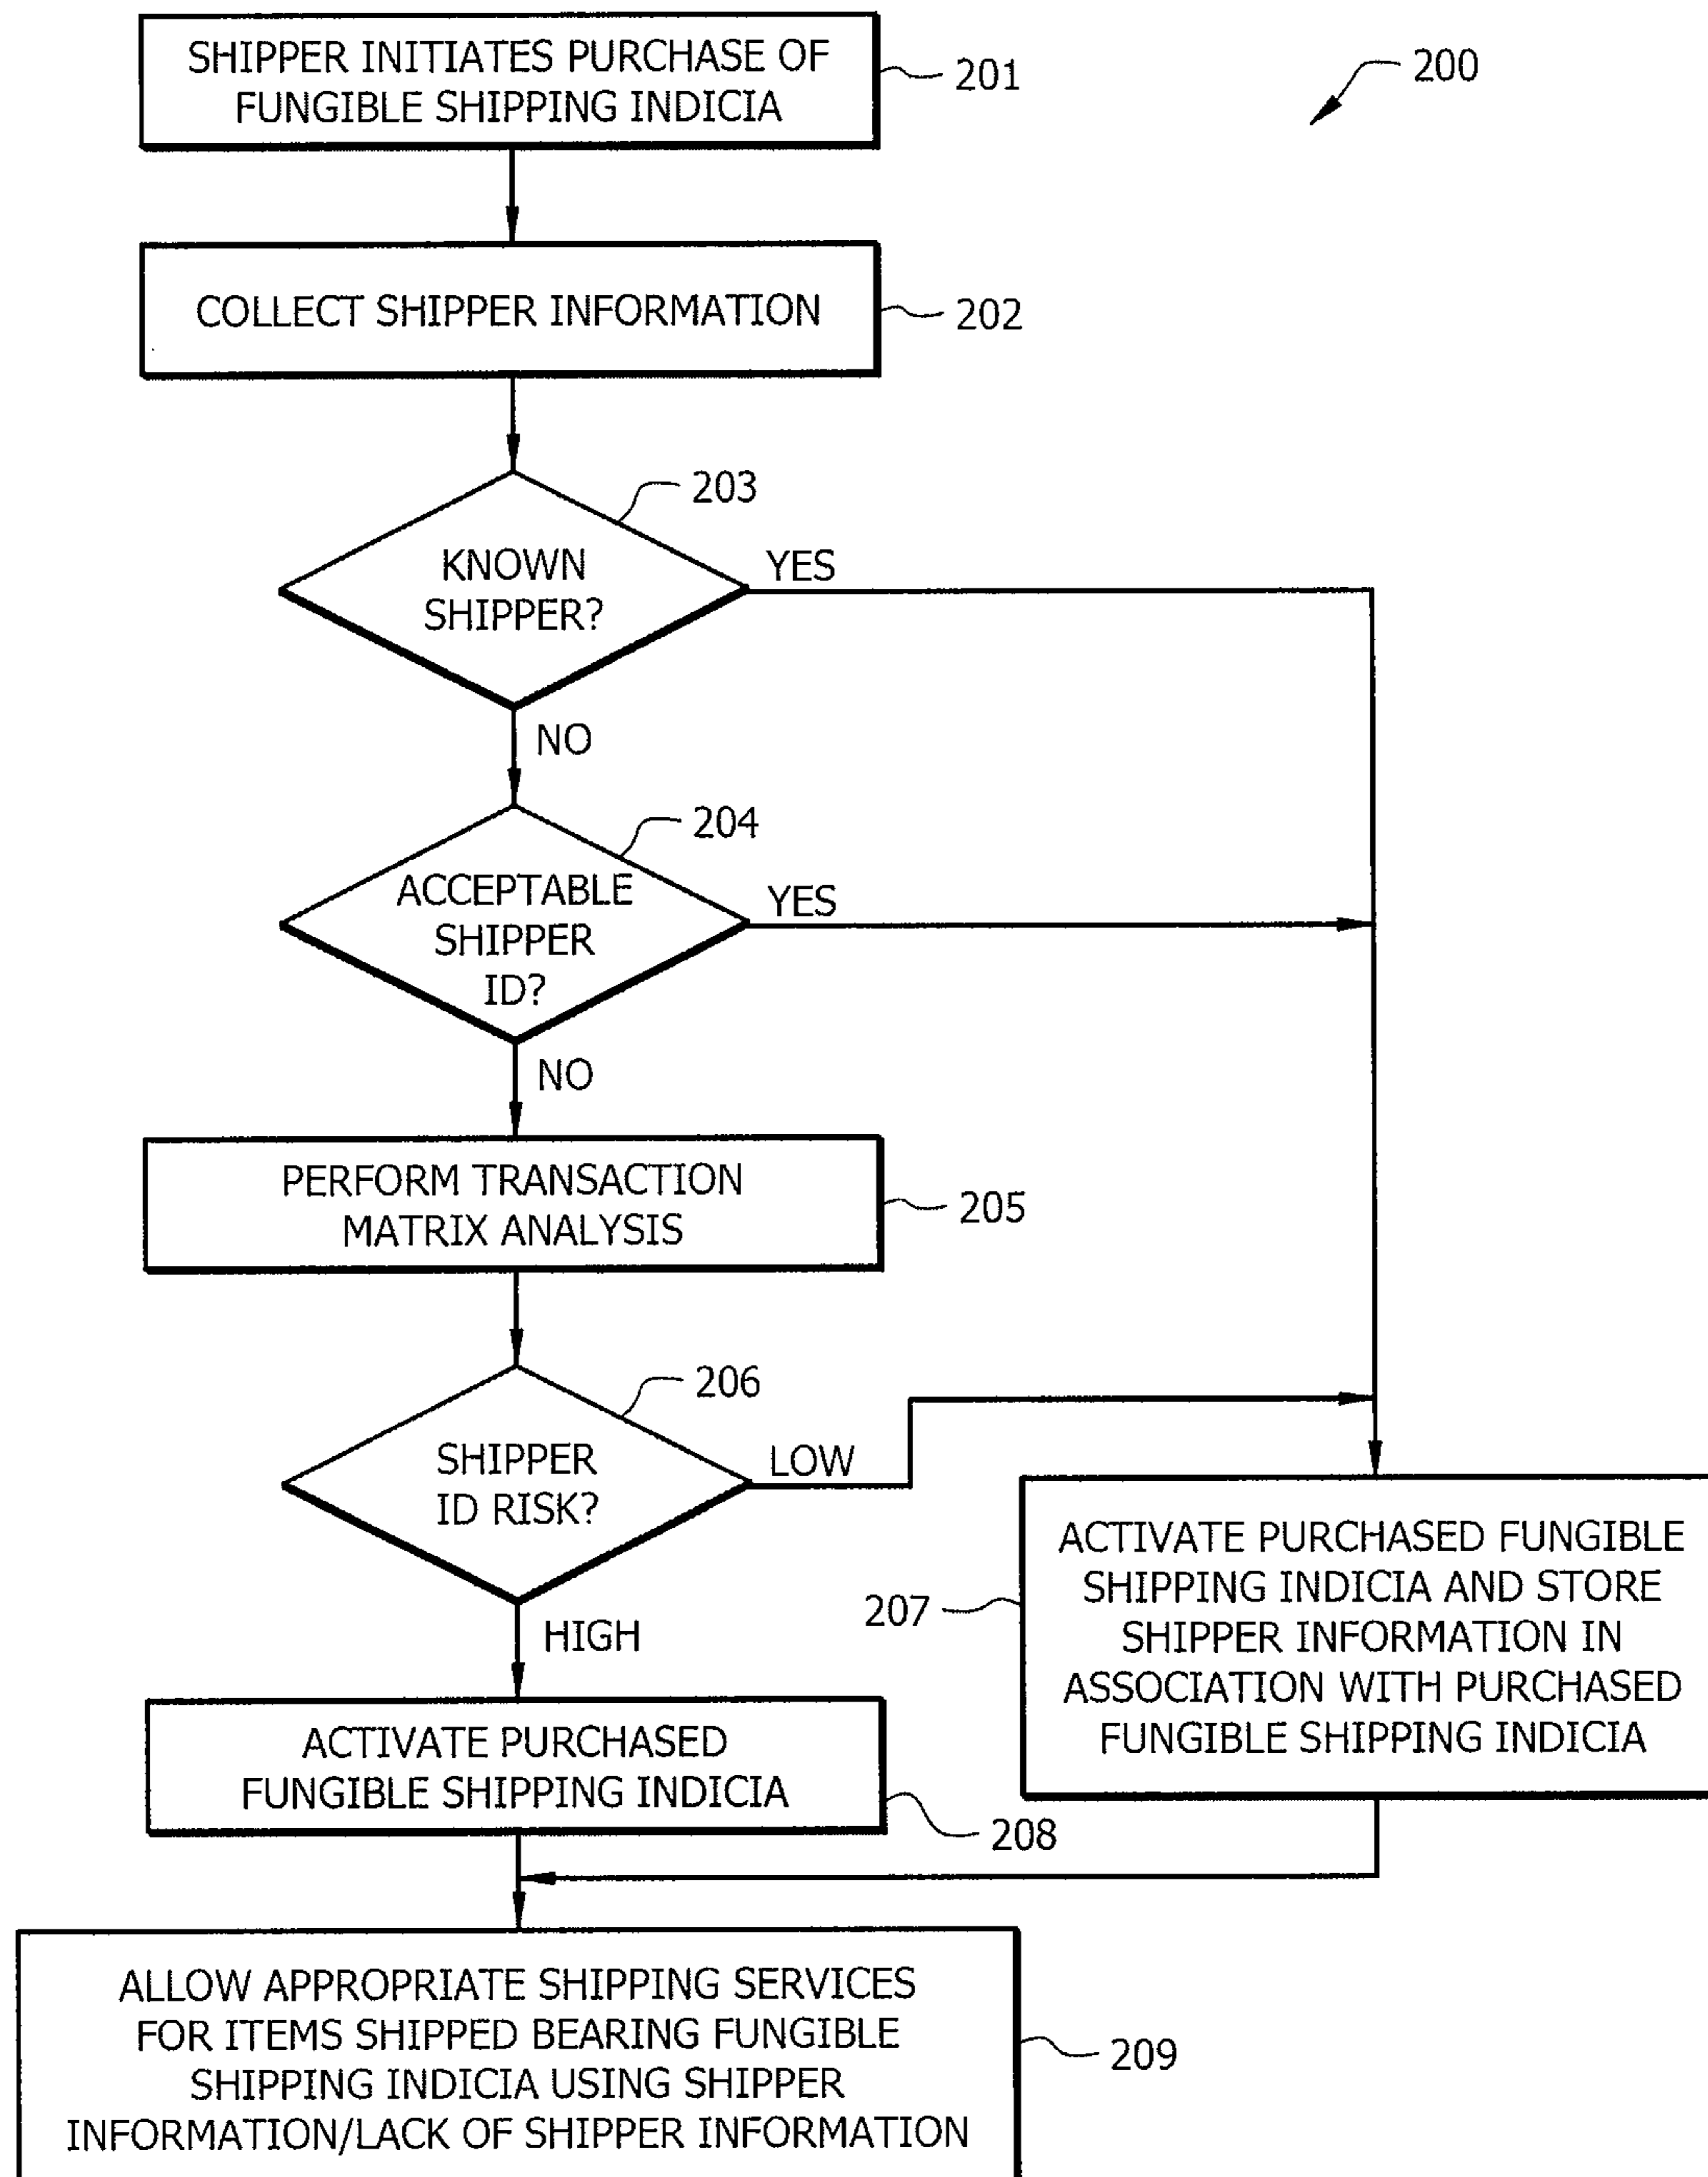 SHIPPER INITIATES PURCHASE OF
FUNGIBLE SHIPPING INDICIA
201
200
COLLECT SHIPPER INFORMATION
202
203
KNOWN
SHIPPER?
YES
NO
204
ACCEPTABLE
SHIPPER
ID?
YES
NO
PERFORM TRANSACTION
MATRIX ANALYSIS
205
206
SHIPPER
ID RISK?
LOW
HIGH
ACTIVATE PURCHASED FUNGIBLE
SHIPPING INDICIA AND STORE
SHIPPER INFORMATION IN
ASSOCIATION WITH PURCHASED
FUNGIBLE SHIPPING INDICIA
207
ACTIVATE PURCHASED
FUNGIBLE SHIPPING INDICIA
208
ALLOW APPROPRIATE SHIPPING SERVICES
FOR ITEMS SHIPPED BEARING FUNGIBLE
SHIPPING INDICIA USING SHIPPER
INFORMATION/LACK OF SHIPPER INFORMATION
209